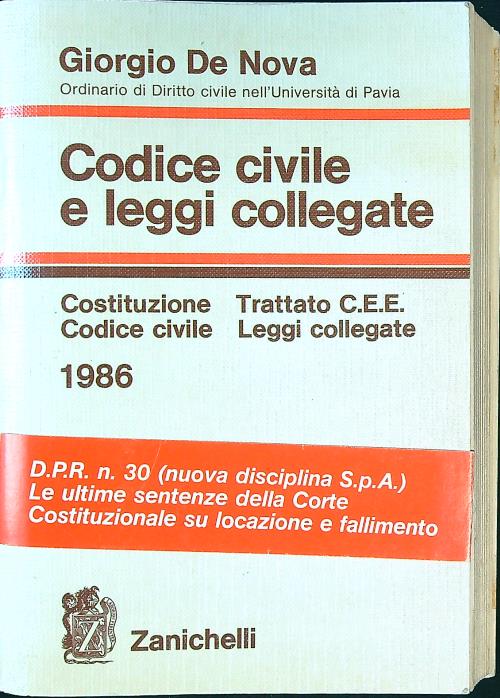 Giorgio De Nova
Ordinario di Diritto civile nell'Università di Pavia
Codice civile
e leggi collegate
Costituzione Trattato C.E.E.
Codice civile Leggi collegate
1986
D.P.R. n. 30 (nuova disciplina S.p.A.)
Le ultime sentenze della Corte
Costituzionale su locazione e fallimento
Z
Zanichelli